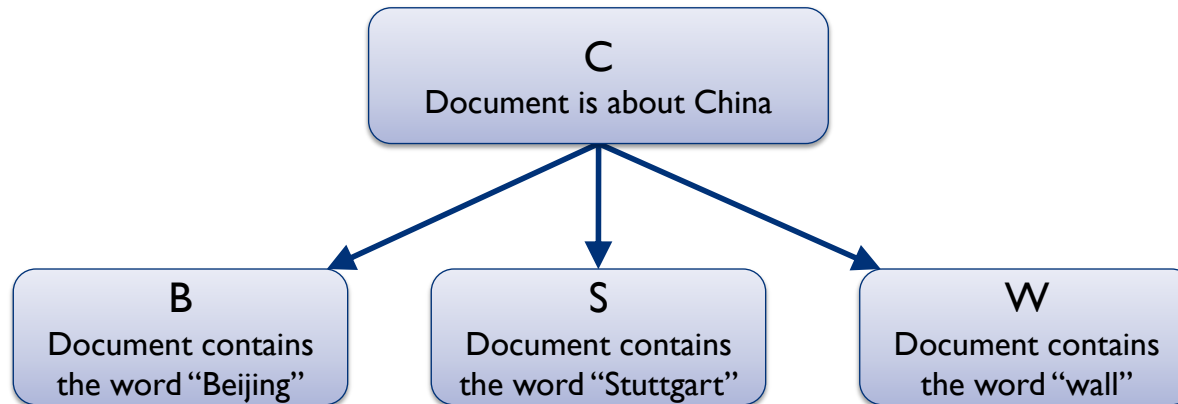 C
Document is about China
B
Document contains
the word “Beijing”
S
Document contains
the word “Stuttgart”
W
Document contains
the word “wall”